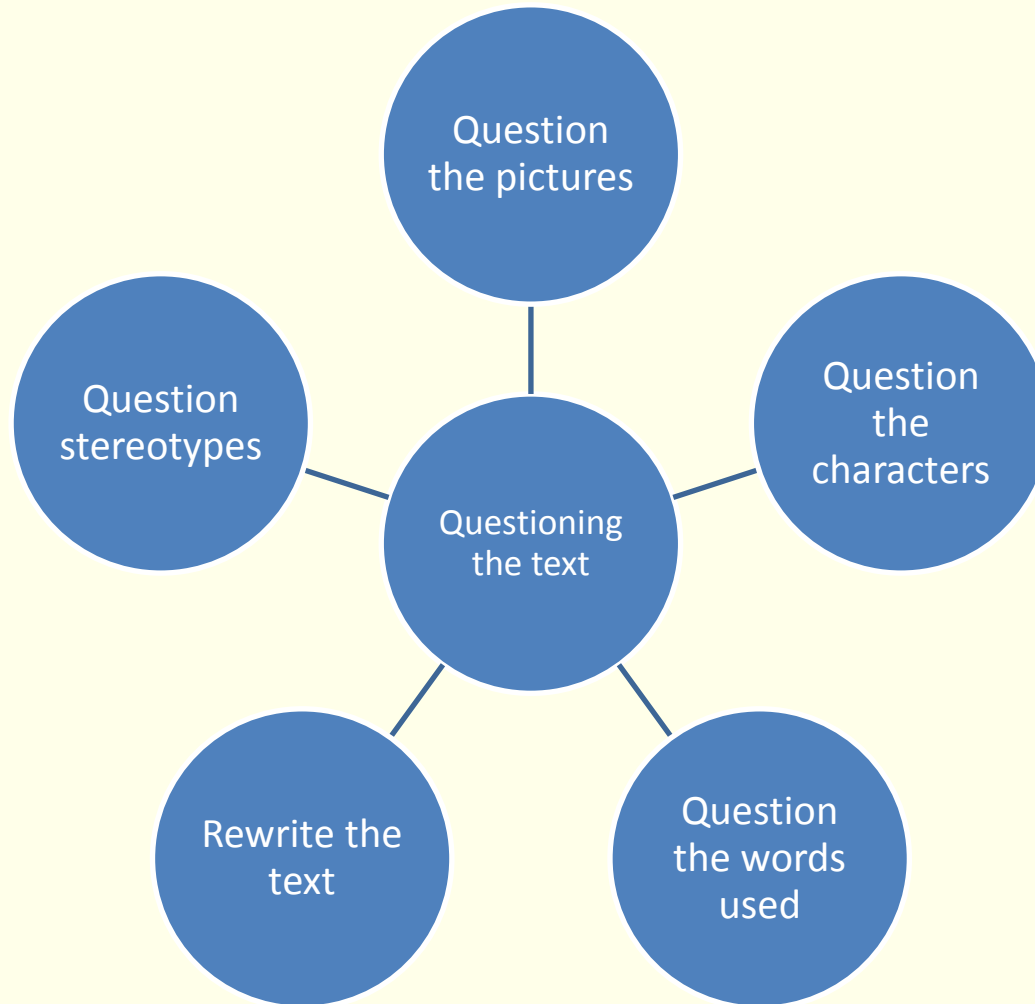 Question
the pictures
Question
the
characters
Question
the words
used
Rewrite the
text
Question
stereotypes
Questioning
the text